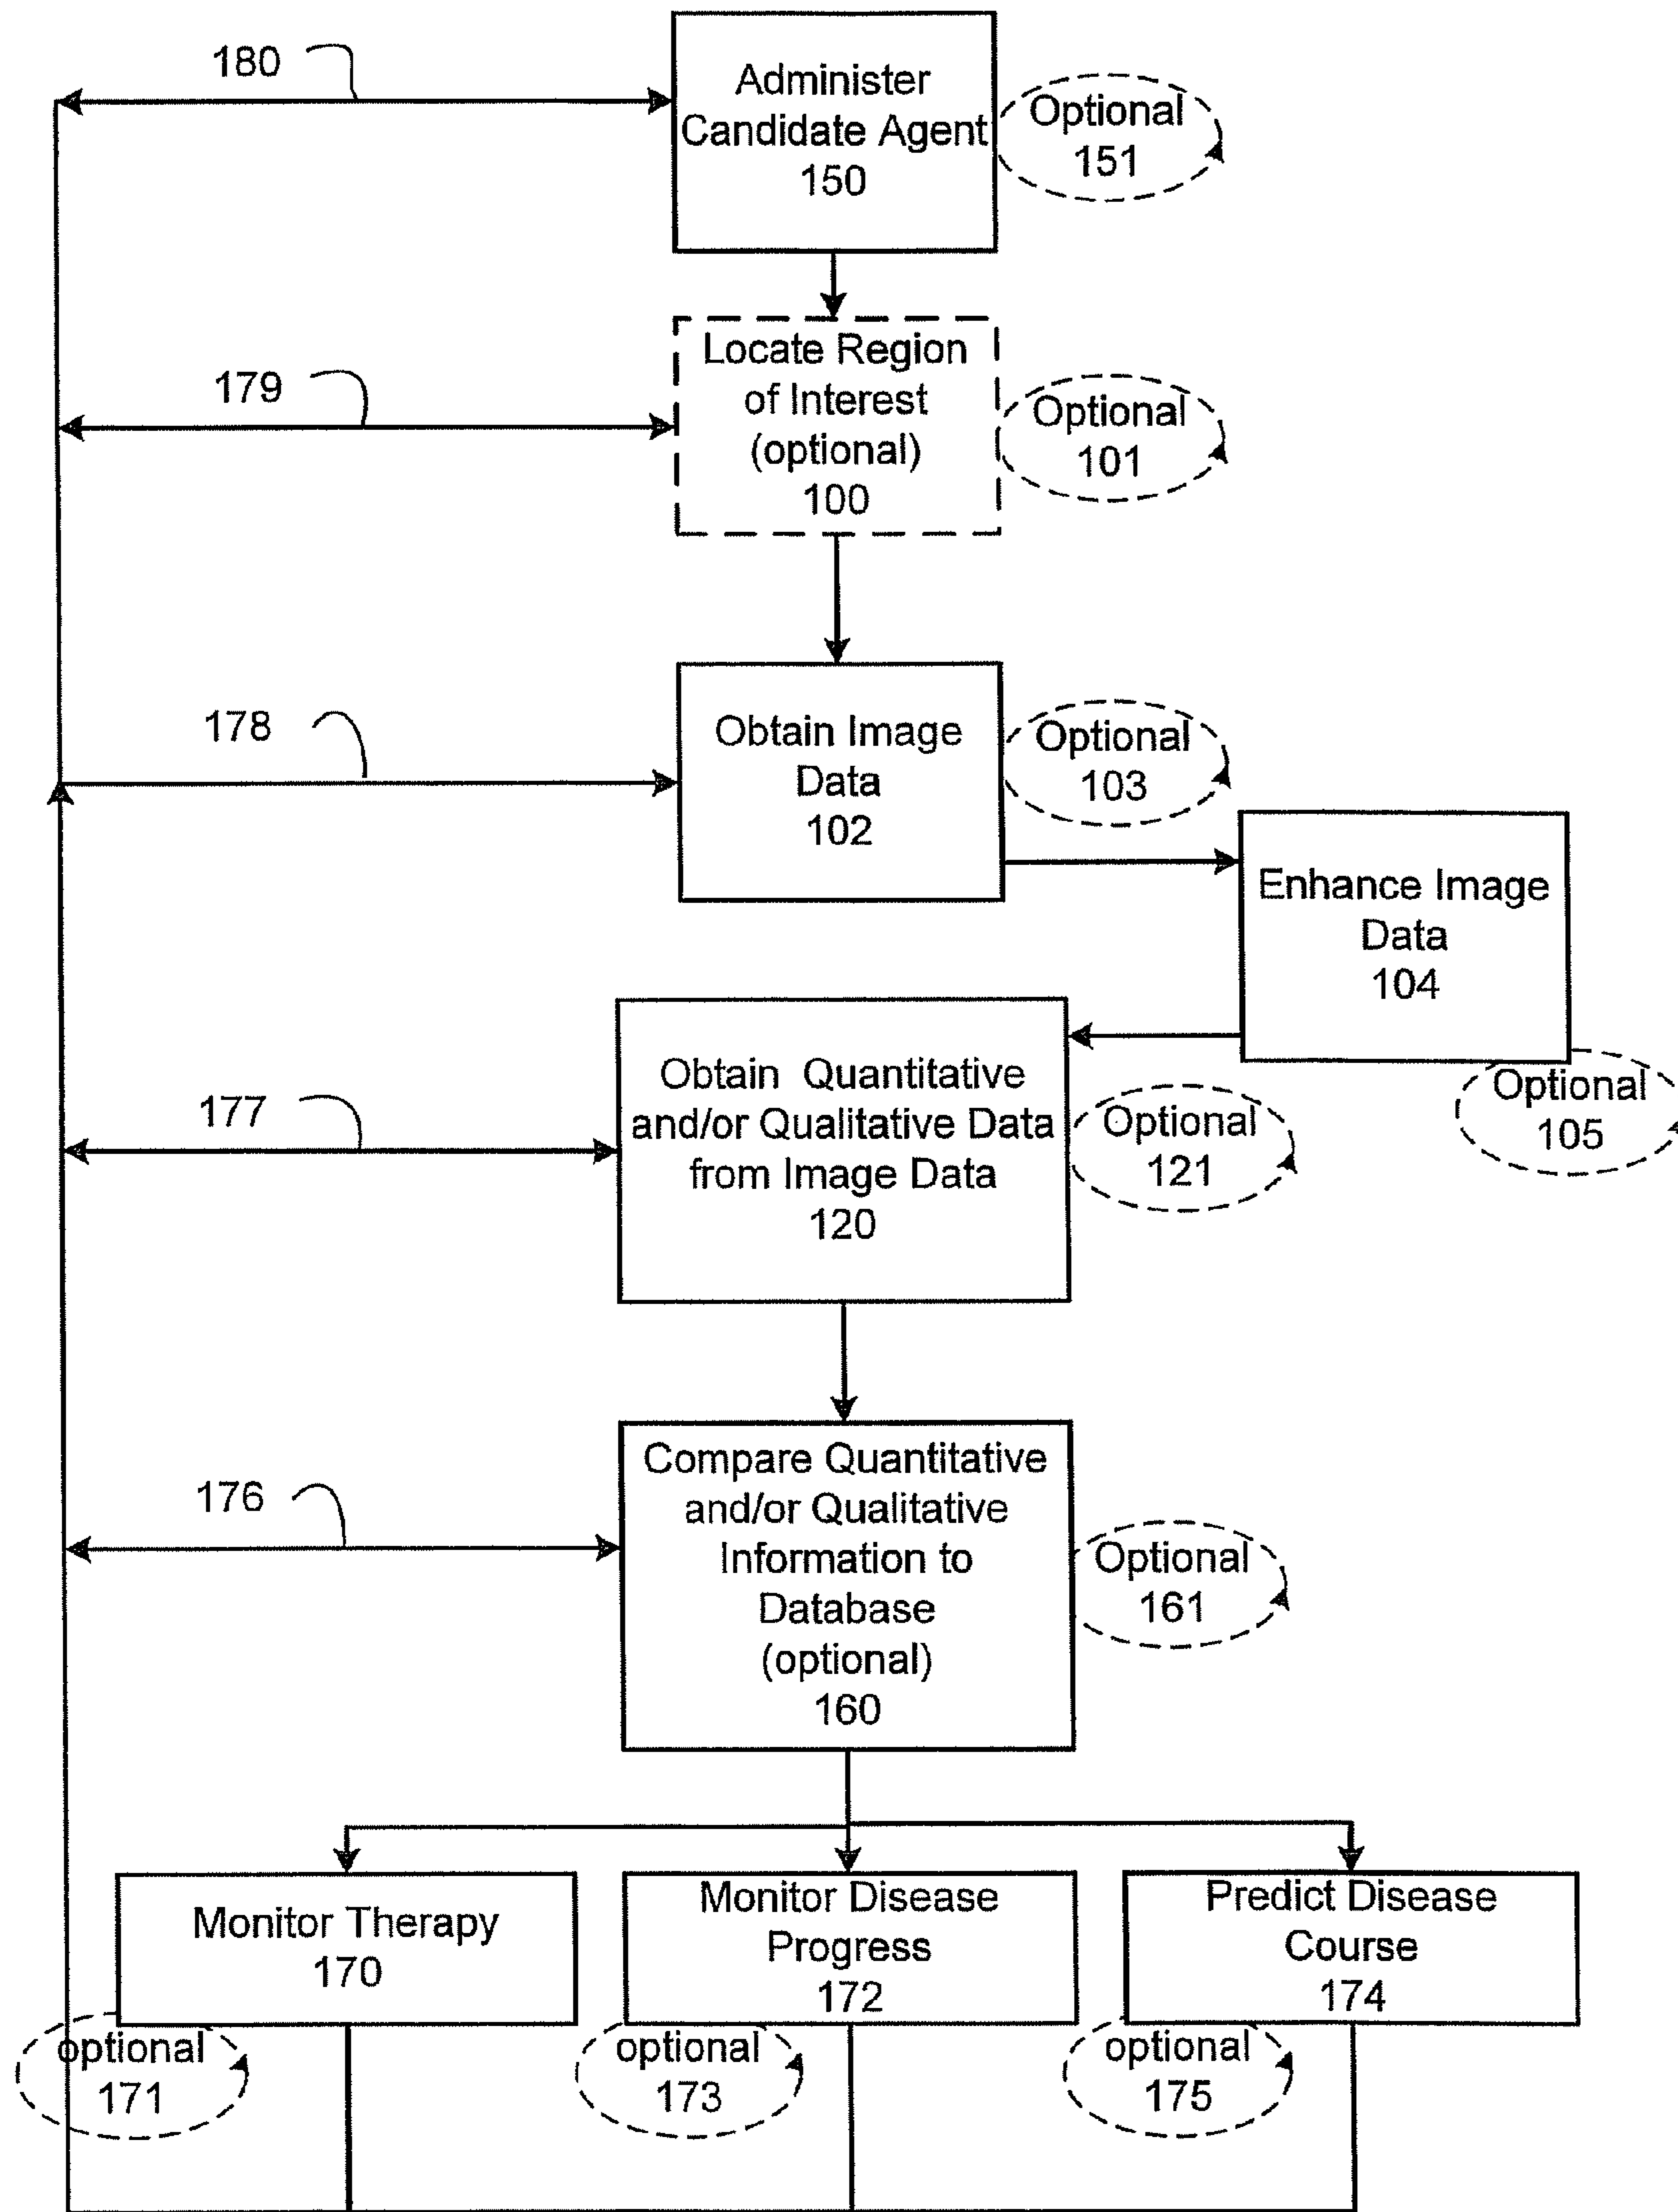 180
Administer
Candidate Agent
150
Optional
151
179
Locate Region
of Interest
(optional)
100
Optional
101
178
Obtain Image
Data
102
Optional
103
Enhance Image
Data
104
Optional
105
177
Obtain Quantitative
and/or Qualitative Data
from Image Data
120
Optional
121
176
Compare Quantitative
and/or Qualitative
Information to
Database
(optional)
160
Optional
161
Monitor Therapy
170
optional
171
Monitor Disease
Progress
172
optional
173
Predict Disease
Course
174
optional
175